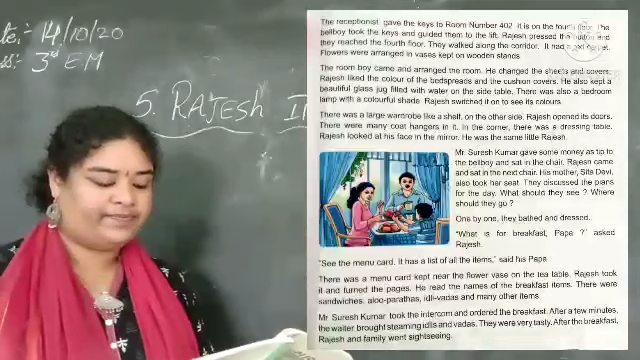 te,:- 14/10/20
ss:- 3rd E.M
5. RAJESH I
The receptionist gave the keys to Room Number 402. It is on the fourth floor. The
bellboy took the keys and guided them to the lift. Rajesh pressed the button and
they reached the fourth floor. They walked along the corridor. It had a red carpet.
Flowers were arranged in vases kept on wooden stands.
The room boy came and arranged the room. He changed the sheets and covers.
Rajesh liked the colour of the bedspreads and the cushion covers. He also kept a
beautiful glass jug filled with water on the side table. There was also a bedroom
lamp with a colourful shade. Rajesh switched it on to see its colours.
There was a large wardrobe like a shelf, on the other side. Rajesh opened its doors.
There were many coat hangers in it. In the corner, there was a dressing table.
Rajesh looked at his face in the mirror. He was the same little Rajesh.
Mr. Suresh Kumar gave some money as tip to
the bellboy and sat in the chair. Rajesh came
and sat in the next chair. His mother, Sita Devi,
also took her seat. They discussed the plans
for the day. What should they see ? Where
should they go ?
One by one, they bathed and dressed.
"What is for breakfast, Papa ?" asked
Rajesh.
"See the menu card. It has a list of all the items," said his Papa
There was a menu card kept near the flower vase on the tea table. Rajesh took
it and turned the pages. He read the names of the breakfast items. There were
sandwiches, aloo-parathas, idli-vadas and many other items.
Mr Suresh Kumar took the intercom and ordered the breakfast. After a few minutes,
the waiter brought steaming idlis and vadas. They were very tasty. After the breakfast,
Rajesh and family went sightseeing.